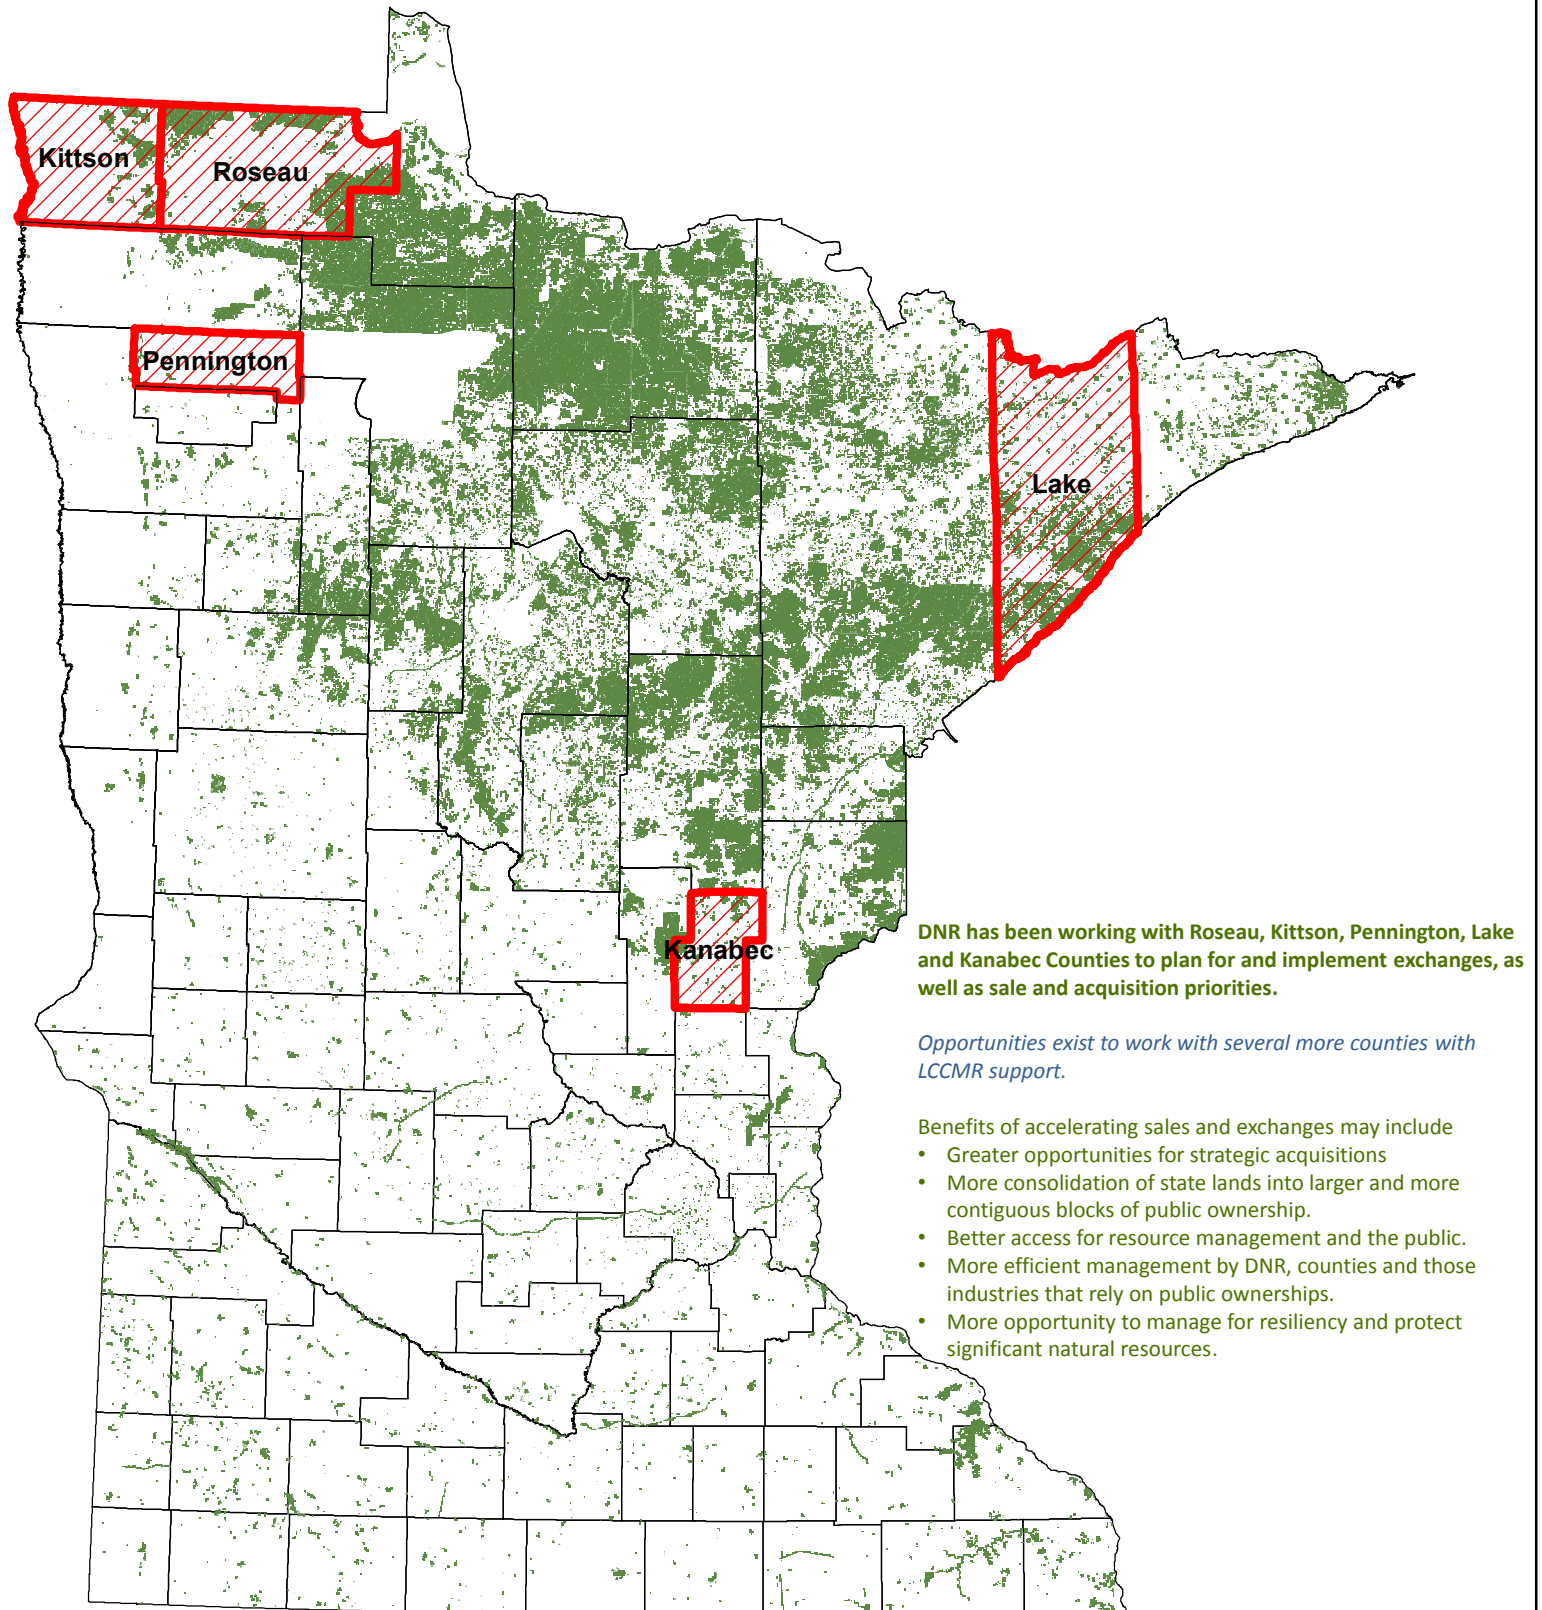 Kittson
Roseau
Pennington
Lake
Kanabec
DNR has been working with Roseau, Kittson, Pennington, Lake
and Kanabec Counties to plan for and implement exchanges, as
well as sale and acquisition priorities.
Opportunities exist to work with several more counties with
LCCMR support.
Benefits of accelerating sales and exchanges may include
• Greater opportunities for strategic acquisitions
• More consolidation of state lands into larger and more
contiguous blocks of public ownership.
• Better access for resource management and the public.
• More efficient management by DNR, counties and those
industries that rely on public ownerships.
• More opportunity to manage for resiliency and protect
significant natural resources.